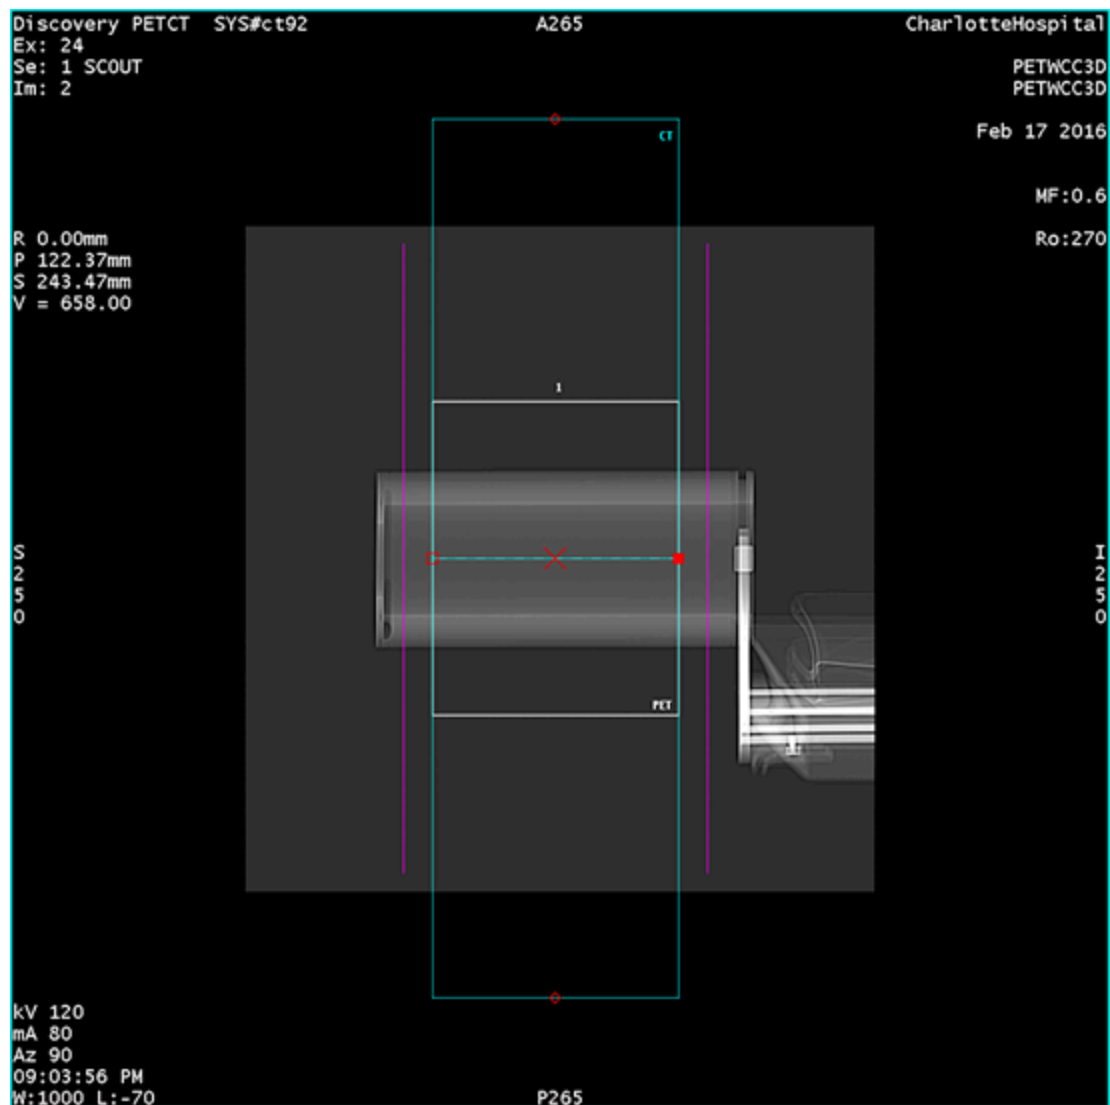 Discovery PETCT SYS#ct92
A265
CharlotteHospital
Ex: 24
Se: 1 SCOUT
Im: 2
PETWCC3D
PETWCC3D
Feb 17 2016
MF:0.6
Ro:270
CT
R 0.00mm
P 122.37mm
S 243.47mm
V = 658.00
1
S
2
5
0
I
2
5
0
PET
kV 120
mA 80
Az 90
09:03:56 PM
W:1000 L:-70
P265